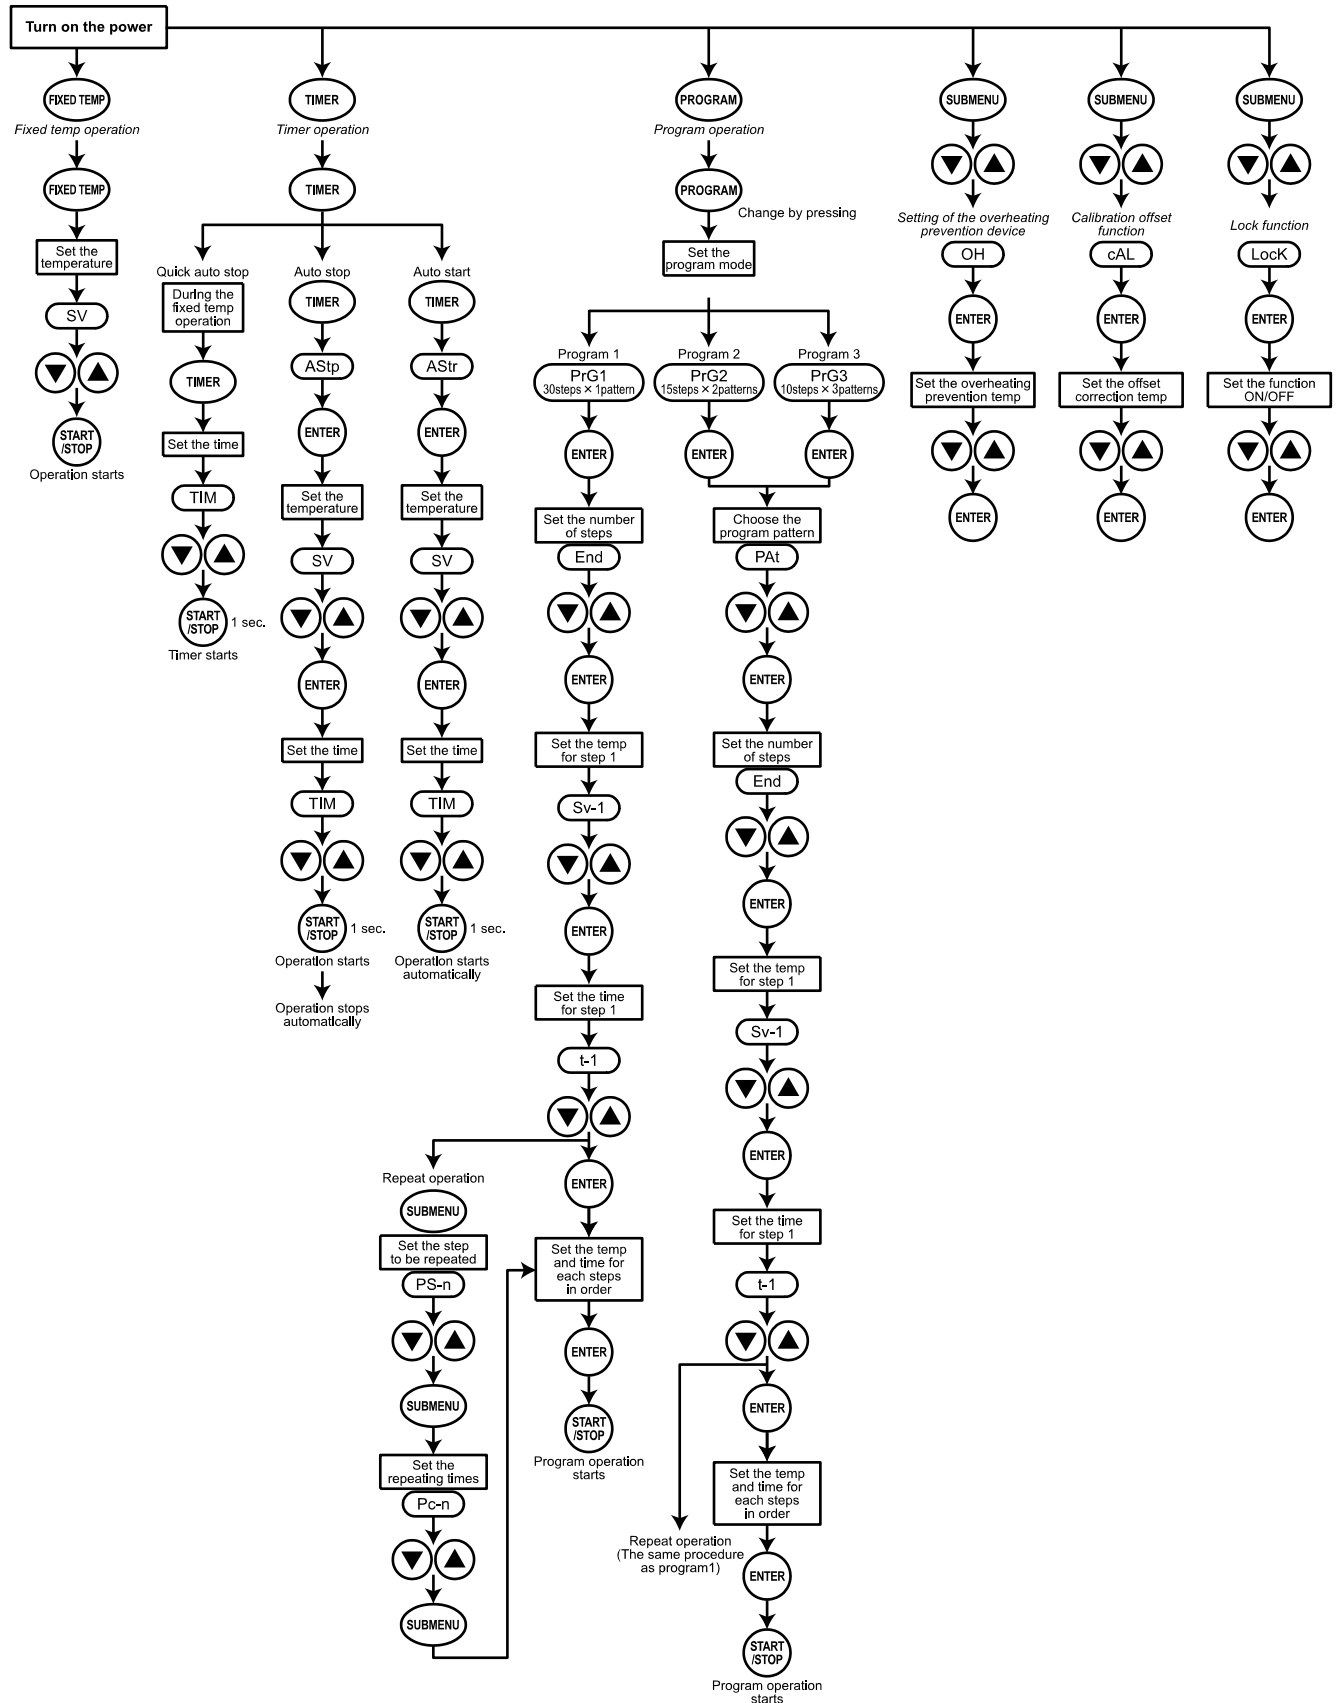 Turn on the power
FIXED TEMP
Fixed temp operation
FIXED TEMP
Set the
temperature
SV
START
/STOP
Operation starts
TIMER
Timer operation
TIMER
Quick auto stop
During the
fixed temp
operation
TIMER
Set the time
TIM
START
/STOP
1 sec.
Timer starts
Auto stop
TIMER
AStp
ENTER
Set the
temperature
SV
ENTER
Set the time
TIM
START
/STOP
1 sec.
Operation starts
Operation stops
automatically
Auto start
TIMER
AStr
ENTER
Set the
temperature
SV
ENTER
Set the time
TIM
START
/STOP
1 sec.
Operation starts
automatically
PROGRAM
Program operation
PROGRAM
Change by pressing
Set the
program mode
Program 1
PrG1
30steps × 1pattern
ENTER
Set the number
of steps
End
ENTER
Set the temp
for step 1
Sv-1
ENTER
Set the time
for step 1
t-1
ENTER
Set the temp
and time for
each steps
in order
ENTER
START
/STOP
Program operation
starts
Repeat operation
SUBMENU
Set the step
to be repeated
PS-n
SUBMENU
Set the
repeating times
Pc-n
SUBMENU
Program 2
PrG2
15steps × 2patterns
ENTER
Program 3
PrG3
10steps × 3patterns
ENTER
Choose the
program pattern
PAt
ENTER
Set the number
of steps
End
ENTER
Set the temp
for step 1
Sv-1
ENTER
Set the time
for step 1
t-1
ENTER
Set the temp
and time for
each steps
in order
ENTER
START
/STOP
Program operation
starts
Repeat operation
(The same procedure
as program1)
SUBMENU
Setting of the overheating
prevention device
OH
ENTER
Set the overheating
prevention temp
ENTER
SUBMENU
Calibration offset
function
cAL
ENTER
Set the offset
correction temp
ENTER
SUBMENU
Lock function
LocK
ENTER
Set the function
ON/OFF
ENTER